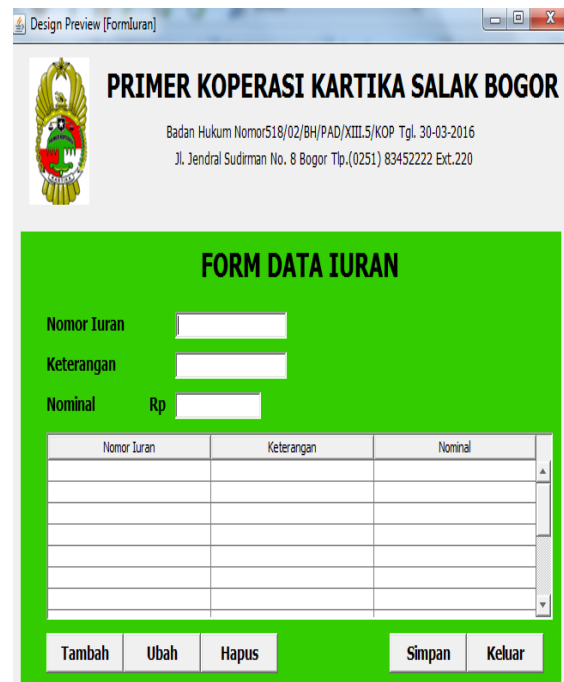 Design Preview [FormIuran]
PRIMER KOPERASI KARTIKA SALAK BOGOR
Badan Hukum Nomor518/02/BH/PAD/XIII.5/KOP Tgl. 30-03-2016
Jl. Jendral Sudirman No. 8 Bogor Tlp.(0251) 83452222 Ext.220
FORM DATA IURAN
Nomor Iuran
Keterangan
Nominal Rp
Nomor Iuran Keterangan Nominal
Tambah Ubah Hapus Simpan Keluar